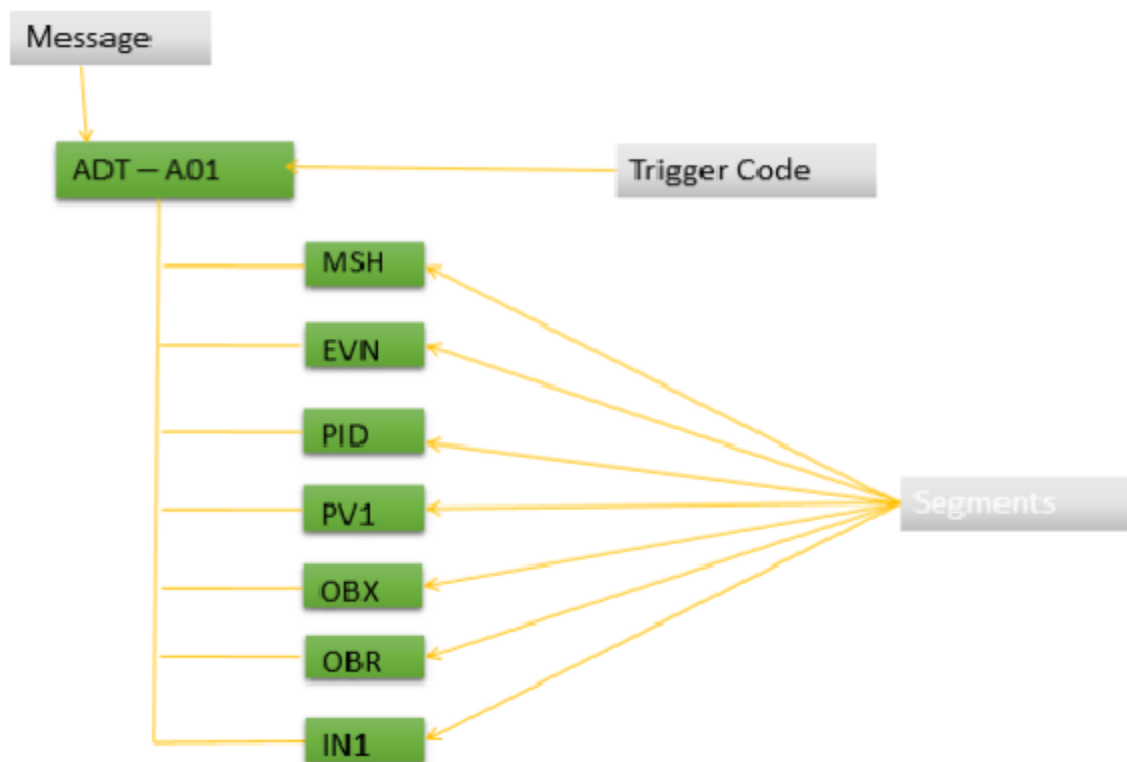 Message
ADT – A01
Trigger Code
MSH
EVN
PID
PV1
Segments
OBX
OBR
IN1